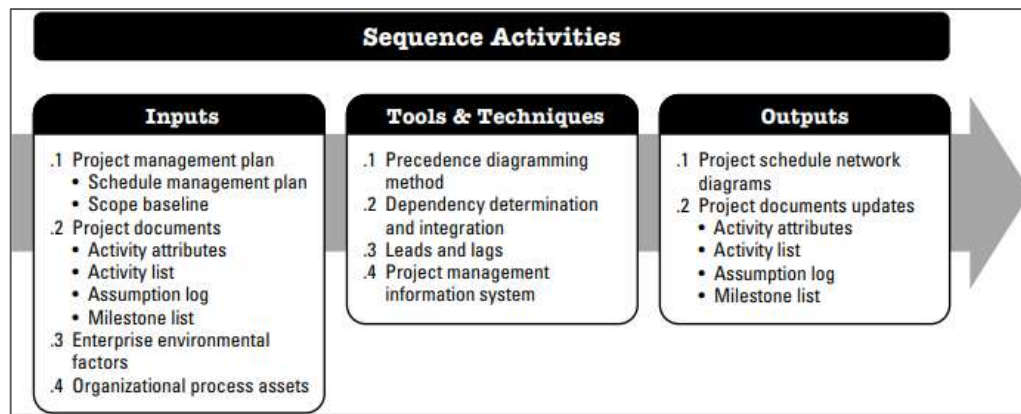 Sequence Activities
Inputs
.1 Project management plan
• Schedule management plan
• Scope baseline
.2 Project documents
• Activity attributes
• Activity list
• Assumption log
• Milestone list
.3 Enterprise environmental
factors
.4 Organizational process assets
Tools & Techniques
.1 Precedence diagramming
method
.2 Dependency determination
and integration
.3 Leads and lags
.4 Project management
information system
Outputs
.1 Project schedule network
diagrams
.2 Project documents updates
• Activity attributes
• Activity list
• Assumption log
• Milestone list